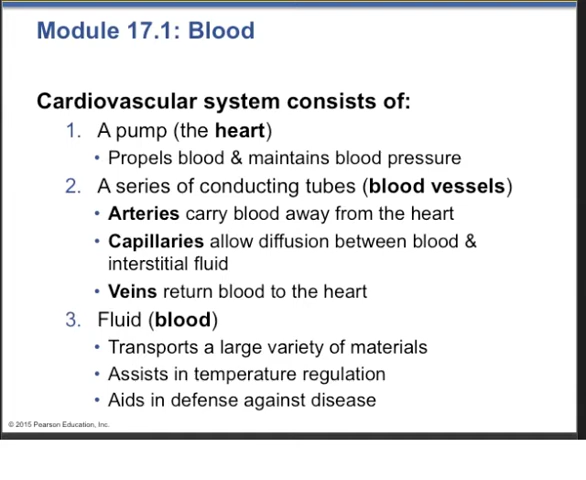 Module 17.1: Blood
Cardiovascular system consists of:
1. A pump (the heart)
• Propels blood & maintains blood pressure
2. A series of conducting tubes (blood vessels)
• Arteries carry blood away from the heart
• Capillaries allow diffusion between blood &
interstitial fluid
• Veins return blood to the heart
3. Fluid (blood)
• Transports a large variety of materials
• Assists in temperature regulation
• Aids in defense against disease
© 2015 Pearson Education, Inc.